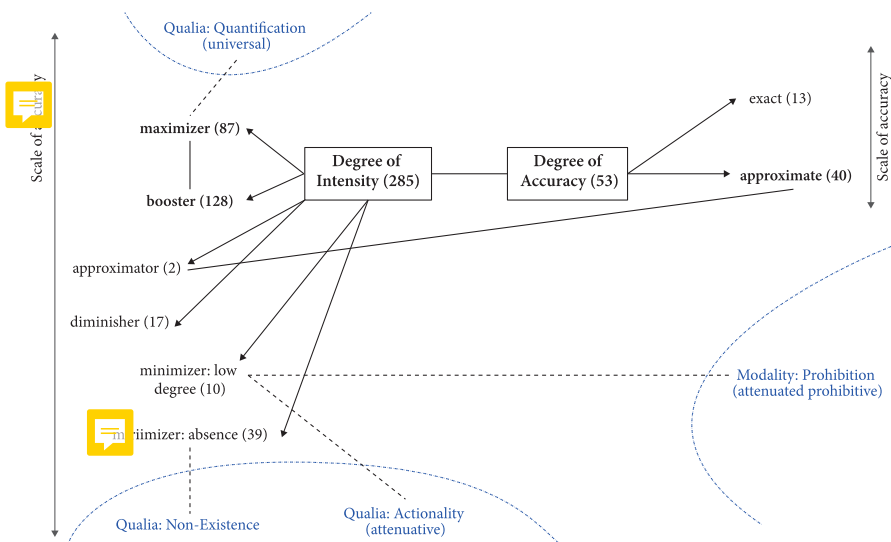 Qualia: Quantification
(universal)
Scale of accuracy
maximizer (87)
booster (128)
approximator (2)
diminisher (17)
minimizer: low
degree (10)
absence (39)
Degree of
Intensity (285)
Degree of
Accuracy (53)
exact (13)
approximate (40)
Scale of accuracy
Modality: Prohibition
(attenuated prohibitive)
Qualia: Non-Existence
Qualia: Actionality
(attenuative)